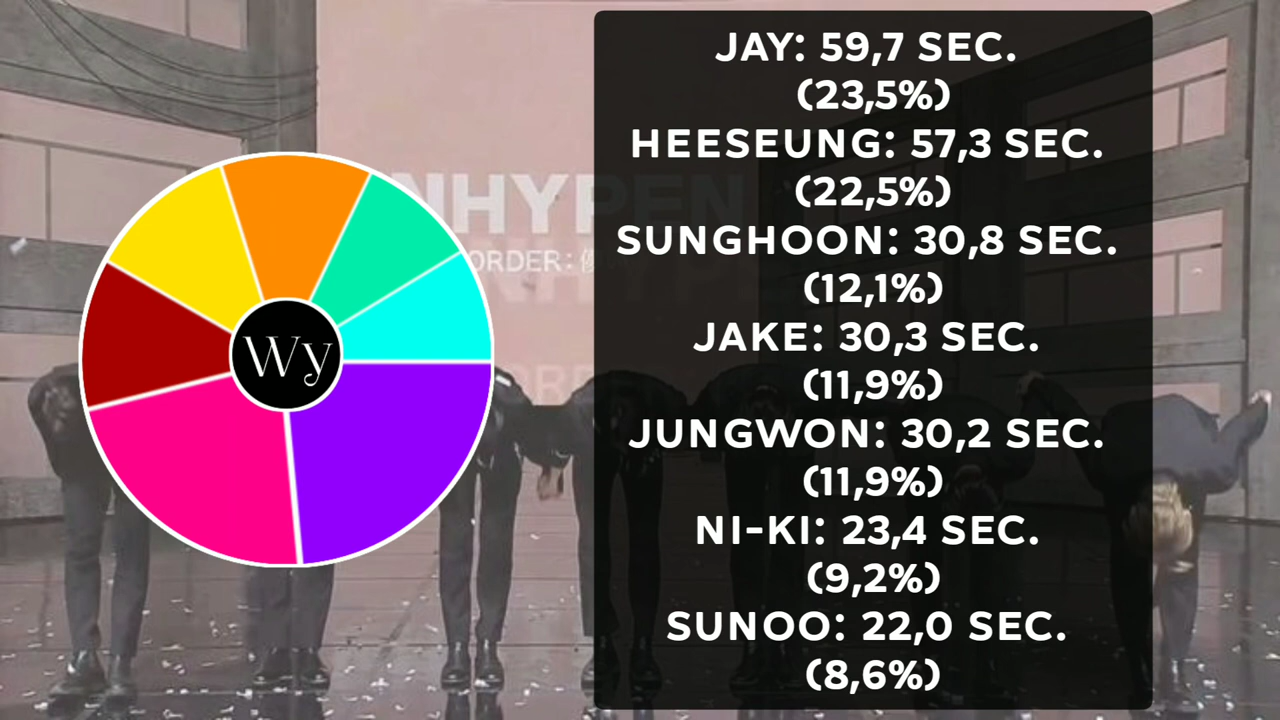 Wy
NHYPEN
ORDER:
JAY: 59,7 SEC.
(23,5%)
HEESEUNG: 57,3 SEC.
(22,5%)
SUNGHOON: 30,8 SEC.
(12,1%)
JAKE: 30,3 SEC.
(11,9%)
JUNGWON: 30,2 SEC.
(11,9%)
NI-KI: 23,4 SEC.
(9,2%)
SUNOO: 22,0 SEC.
(8,6%)